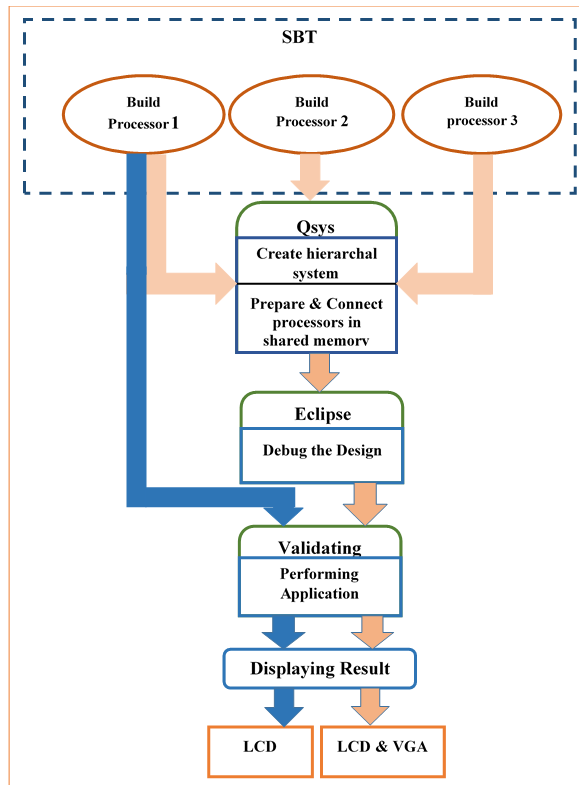 SBT
Build
Processor 1
Build
Processor 2
Build
processor 3
Qsys
Create hierarchal
system
Prepare & Connect
processors in
shared memory
Eclipse
Debug the Design
Validating
Performing
Application
Displaying Result
LCD
LCD & VGA